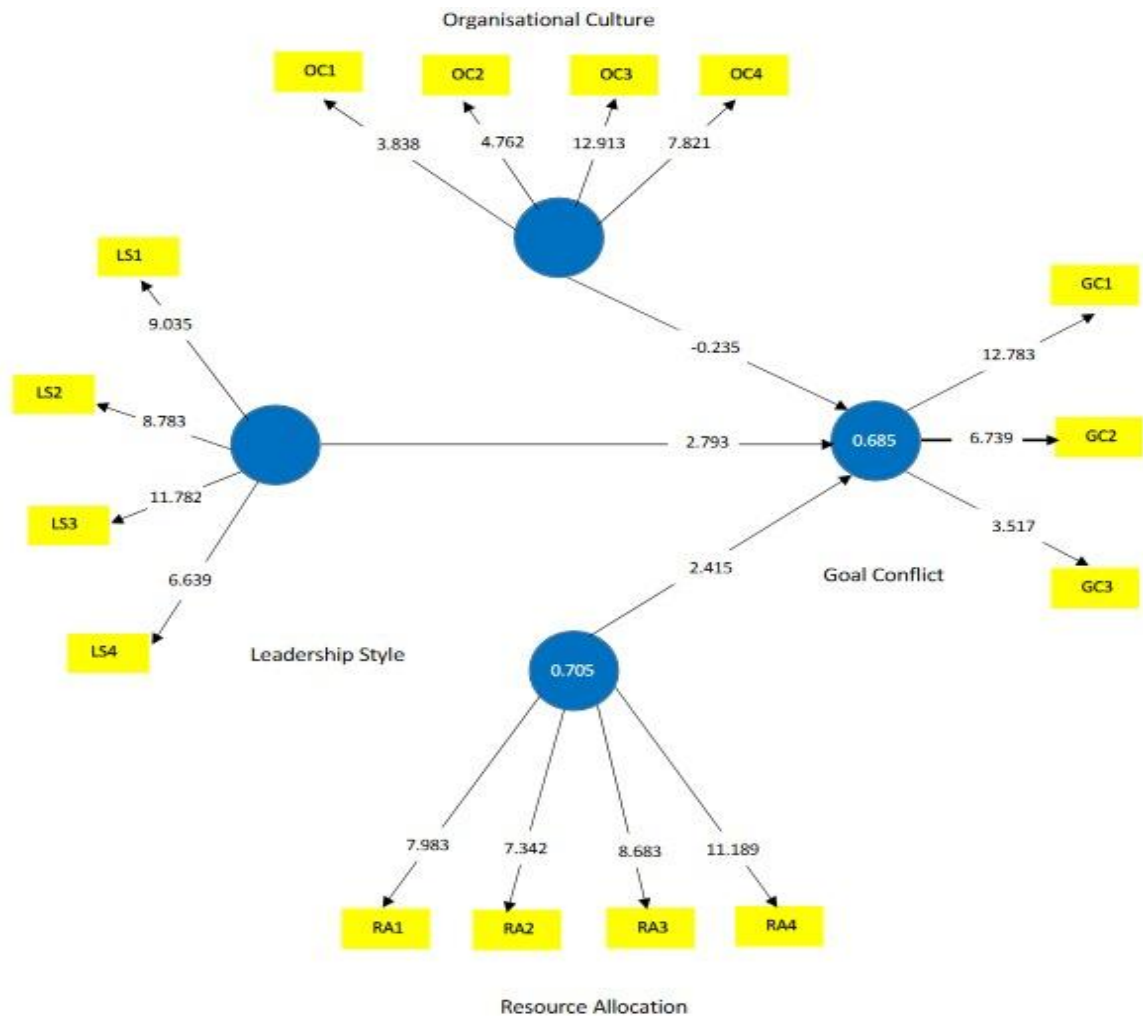 Organisational Culture
OC1
OC2
OC3
OC4
3.838
4.762
12.913
7.821
LS1
9.035
LS2
8.783
11.782
LS3
6.639
LS4
Leadership Style
-0.235
2.793
2.415
0.685
GC1
12.783
6.739
GC2
3.517
GC3
Goal Conflict
0.705
7.983
7.342
8.683
11.189
RA1
RA2
RA3
RA4
Resource Allocation